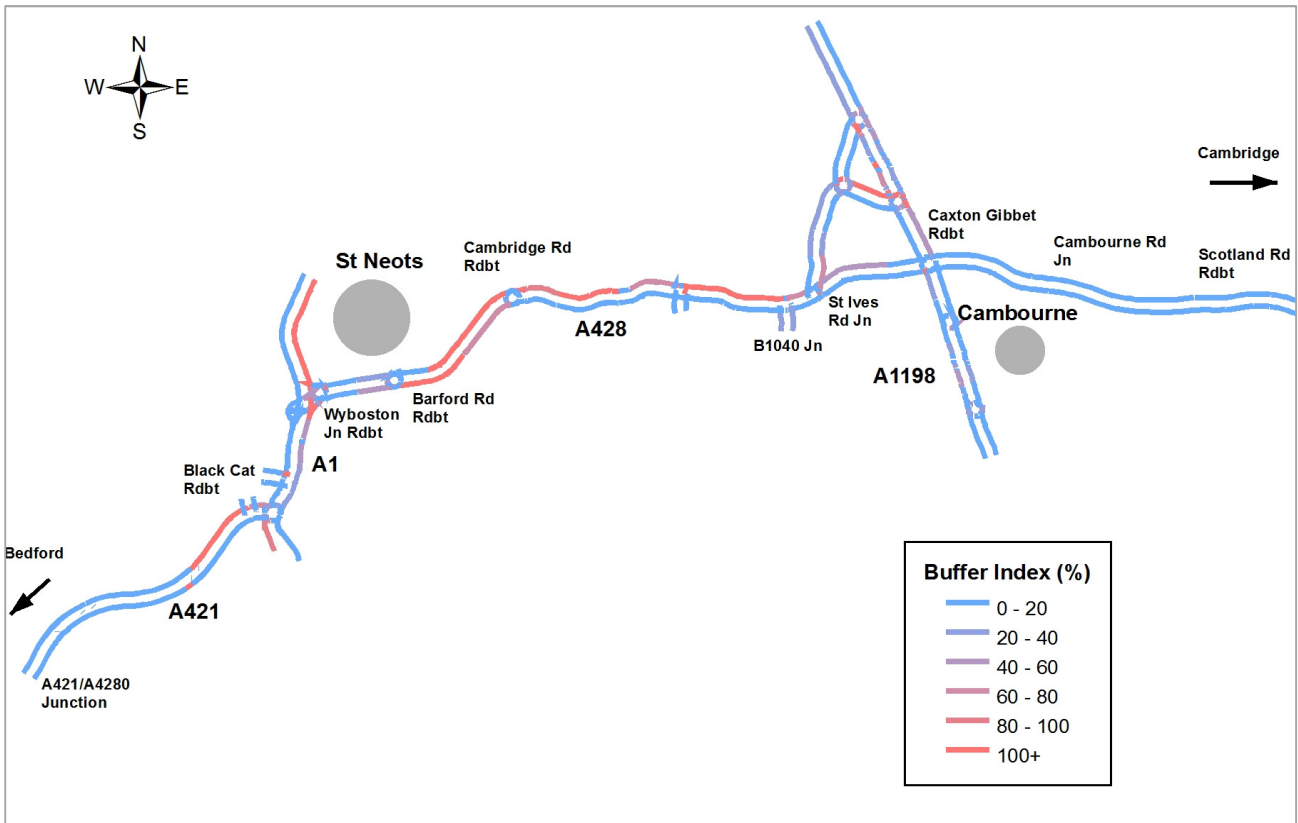 N
W E
S
Cambridge
Caxton Gibbet
Rdbt
Cambourne Rd
Jn
Scotland Rd
Rdbt
Cambridge Rd
Rdbt
St Neots
A428
St Ives
Rd Jn
B1040 Jn
Cambourne
A1198
Barford Rd
Rdbt
Wyboston
Jn Rdbt
A1
Black Cat
Rdbt
Bedford
A421
A421/A4280
Junction
Buffer Index (%)
0 - 20
20 - 40
40 - 60
60 - 80
80 - 100
100+